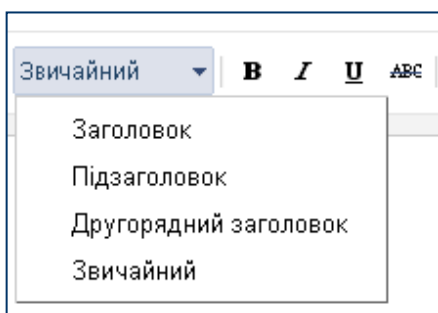 Звичайний B I U ABC
Заголовок
Підзаголовок
Другорядний заголовок
Звичайний